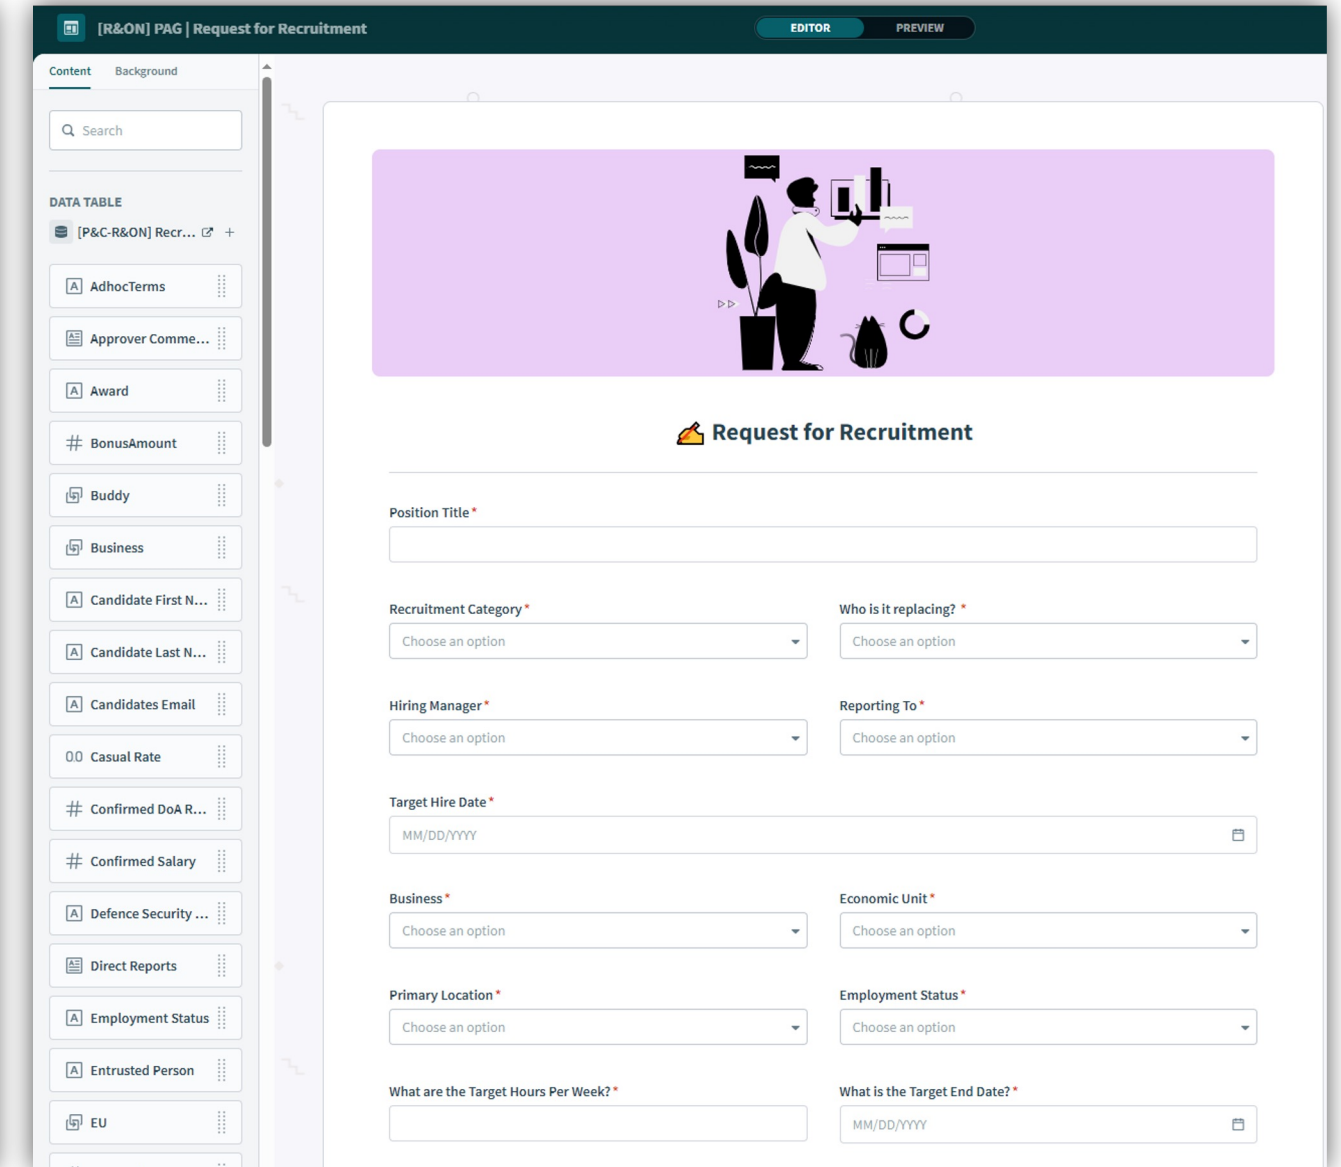 [R&ON] PAG | Request for Recruitment
EDITOR
PREVIEW
Content
Background
Search
DATA TABLE
[P&C-R&ON] Recr...
AdhocTerms
Approver Comme...
Award
BonusAmount
Buddy
Business
Candidate First N...
Candidate Last N...
Candidates Email
0.0 Casual Rate
Confirmed DoA R...
Confirmed Salary
Defence Security ...
Direct Reports
Employment Status
Entrusted Person
EU
Request for Recruitment
Position Title *
Recruitment Category *
Choose an option
Who is it replacing? *
Choose an option
Hiring Manager *
Choose an option
Reporting To *
Choose an option
Target Hire Date *
MM/DD/YYYY
Business *
Choose an option
Economic Unit *
Choose an option
Primary Location *
Choose an option
Employment Status *
Choose an option
What are the Target Hours Per Week? *
What is the Target End Date? *
MM/DD/YYYY